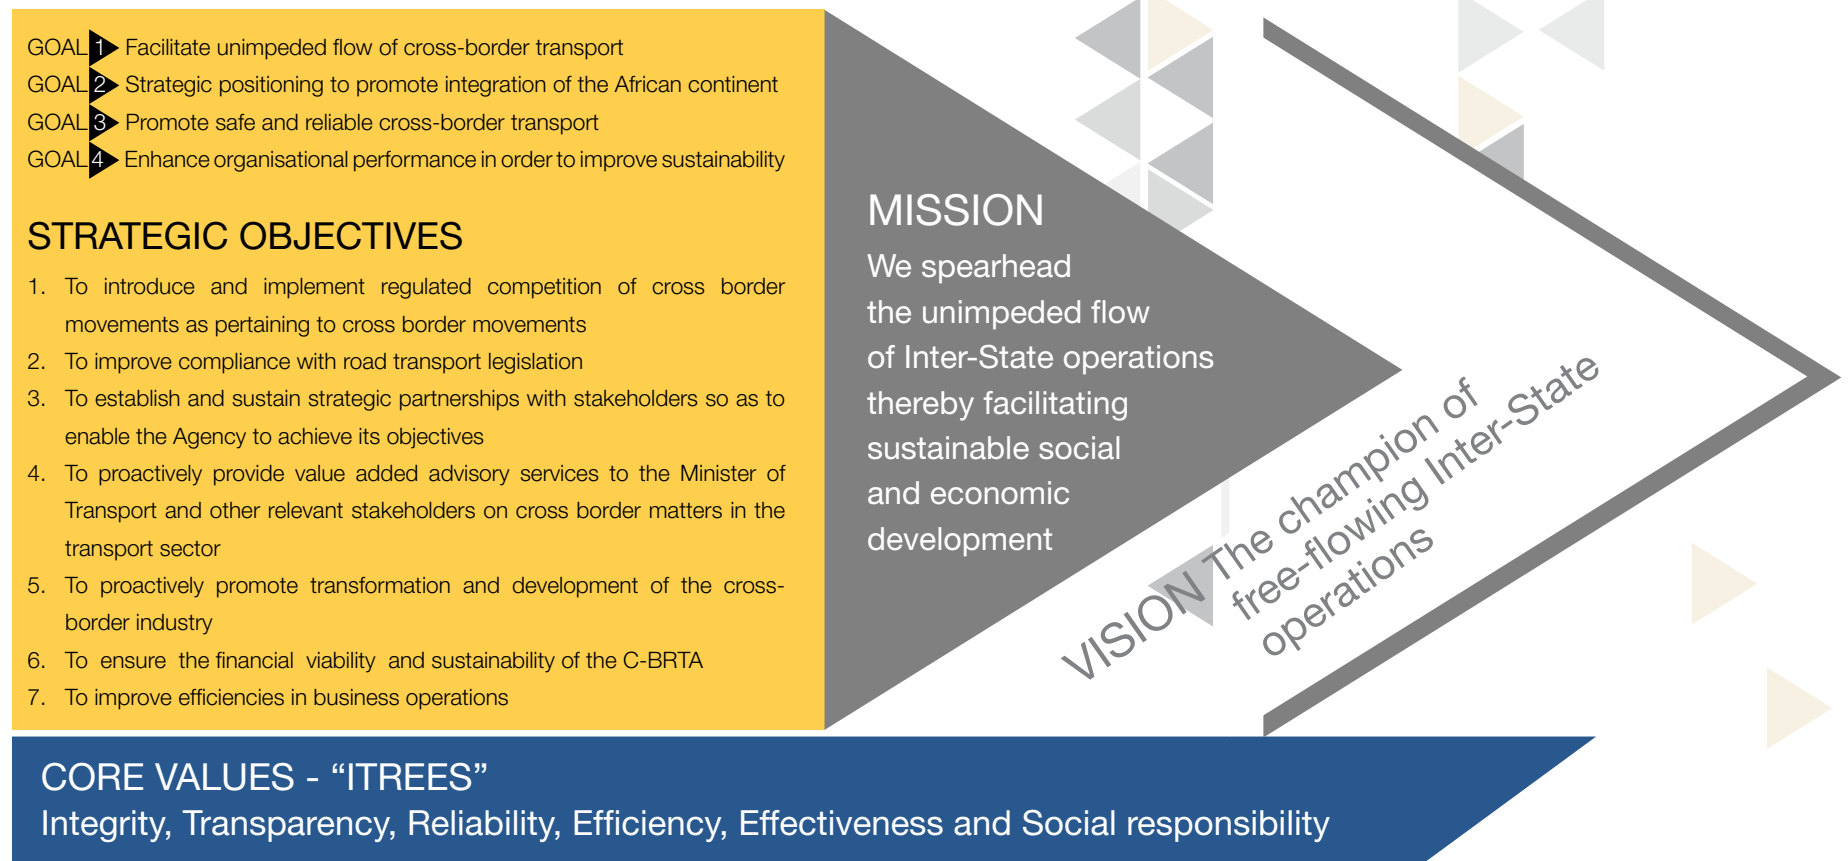 GOAL 1 Facilitate unimpeded flow of cross-border transport
GOAL 2 Strategic positioning to promote integration of the African continent
GOAL 3 Promote safe and reliable cross-border transport
GOAL 4 Enhance organisational performance in order to improve sustainability
STRATEGIC OBJECTIVES
1. To introduce and implement regulated competition of cross border
movements as pertaining to cross border movements
2. To improve compliance with road transport legislation
3. To establish and sustain strategic partnerships with stakeholders so as to
enable the Agency to achieve its objectives
4. To proactively provide value added advisory services to the Minister of
Transport and other relevant stakeholders on cross border matters in the
transport sector
5. To proactively promote transformation and development of the cross-
border industry
6. To ensure the financial viability and sustainability of the C-BRTA
7. To improve efficiencies in business operations
MISSION
We spearhead
the unimpeded flow
of Inter-State operations
thereby facilitating
sustainable social
and economic
development
VISION The champion of
free-flowing Inter-State
operations
CORE VALUES - “ITREES”
Integrity, Transparency, Reliability, Efficiency, Effectiveness and Social responsibility